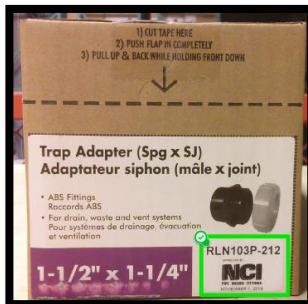 1) CUT TAPE HERE
2) PUSH FLAP IN COMPLETELY
3) PULL UP & BACK WHILE HOLDING FRONT DOWN
Trap Adapter (Spg x SJ)
Adaptateur siphon (mâle x joint)
• ABS Fittings
Raccords ABS
• For drain, waste and vent systems
Pour systèmes de drainage, évacuation
et ventilation
1-1/2" x 1-1/4"
RLN103P-212
NCI